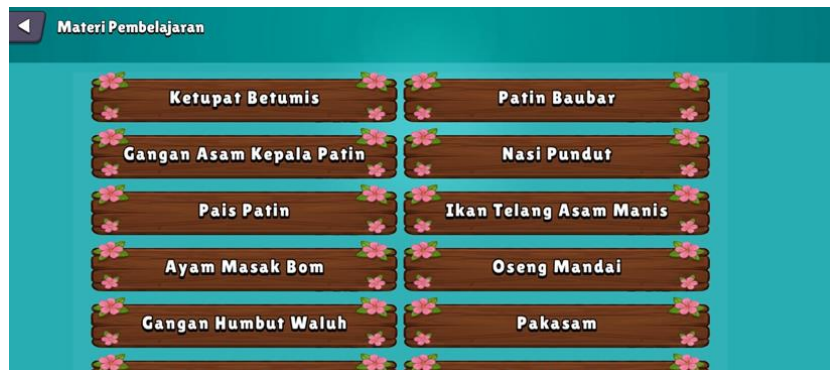 Materi Pembelajaran
Ketupat Betumis
Patin Baubar
Gangan Asam Kepala Patin
Nasi Pundut
Pais Patin
Ikan Telang Asam Manis
Ayam Masak Bom
Oseng Mandai
Gangan Humbut Waluh
Pakasam